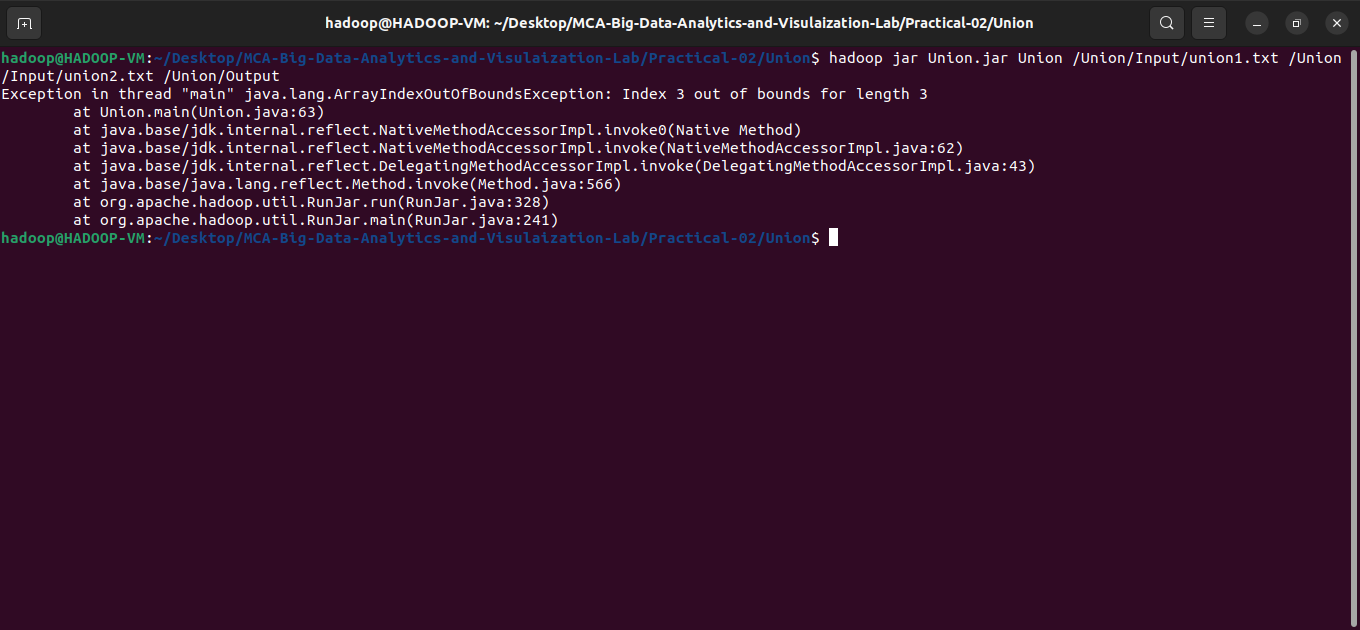 hadoop@HADOOP-VM: ~/Desktop/MCA-Big-Data-Analytics-and-Visulaization-Lab/Practical-02/Union
hadoop@HADOOP-VM:~/Desktop/MCA-Big-Data-Analytics-and-Visulaization-Lab/Practical-02/Union$ hadoop jar Union.jar Union /Union/Input/union1.txt /Union
/Input/union2.txt /Union/Output
Exception in thread "main" java.lang.ArrayIndexOutOfBoundsException: Index 3 out of bounds for length 3
        at Union.main(Union.java:63)
        at java.base/jdk.internal.reflect.NativeMethodAccessorImpl.invoke0(Native Method)
        at java.base/jdk.internal.reflect.NativeMethodAccessorImpl.invoke(NativeMethodAccessorImpl.java:62)
        at java.base/jdk.internal.reflect.DelegatingMethodAccessorImpl.invoke(DelegatingMethodAccessorImpl.java:43)
        at java.base/java.lang.reflect.Method.invoke(Method.java:566)
        at org.apache.hadoop.util.RunJar.run(RunJar.java:328)
        at org.apache.hadoop.util.RunJar.main(RunJar.java:241)
hadoop@HADOOP-VM:~/Desktop/MCA-Big-Data-Analytics-and-Visulaization-Lab/Practical-02/Union$